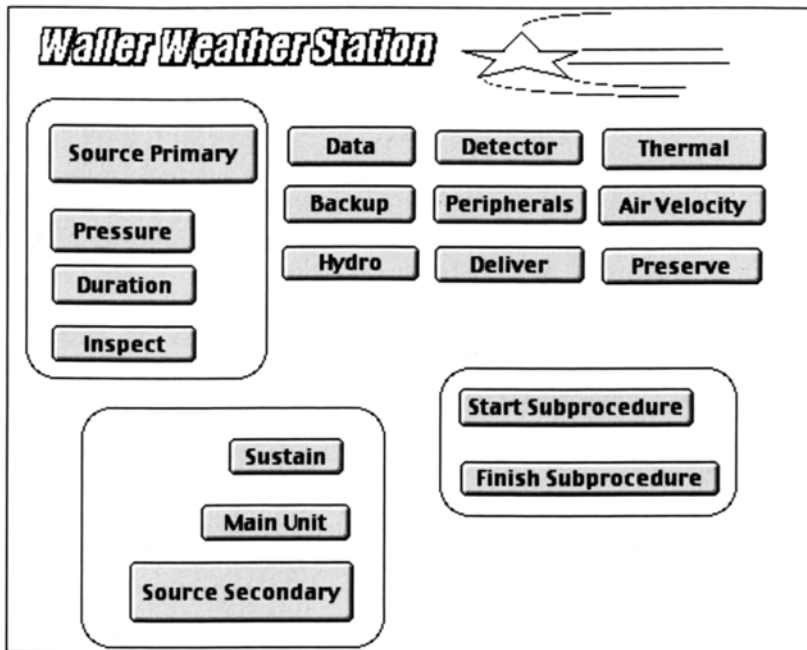 Waller Weather Station
Source Primary
Data
Detector
Thermal
Backup
Peripherals
Air Velocity
Pressure
Hydro
Deliver
Preserve
Duration
Inspect
Start Subprocedure
Sustain
Finish Subprocedure
Main Unit
Source Secondary